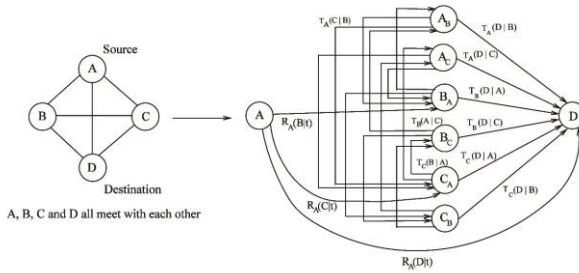 Source
A
B
C
D
Destination
A, B, C and D all meet with each other
A
R_A(B|t)
R_A(C|t)
R_A(D|t)
T_A(C | B)
T_B(A | C)
T_C(B | A)
A_B
A_C
B_A
B_C
C_A
C_B
T_A(D | B)
T_A(D | C)
T_B(D | A)
T_B(D | C)
T_C(D | A)
T_C(D | B)
D